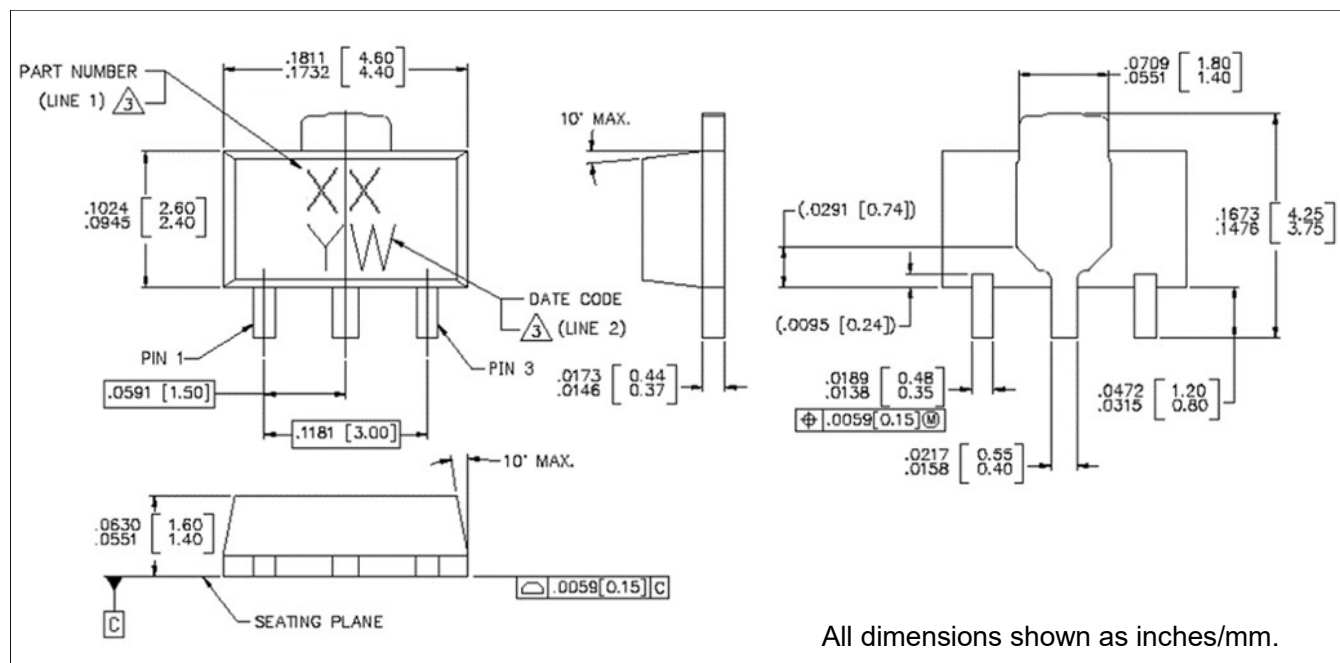 .1811 [4.60]
.1732 [4.40]
PART NUMBER
(LINE 1) 3
XX
YW
.1024 [2.60]
.0945 [2.40]
DATE CODE
3 (LINE 2)
PIN 1
PIN 3
.0591 [1.50]
.1181 [3.00]
10° MAX.
.0173 [0.44]
.0146 [0.37]
.0709 [1.80]
.0551 [1.40]
(.0291 [0.74])
.1673 [4.25]
.1476 [3.75]
(.0095 [0.24])
.0189 [0.48]
.0138 [0.35]
⌖ .0059[0.15]Ⓜ
.0472 [1.20]
.0315 [0.80]
.0217 [0.55]
.0158 [0.40]
10° MAX.
.0630 [1.60]
.0551 [1.40]
⌓ .0059[0.15] C
C
SEATING PLANE
All dimensions shown as inches/mm.